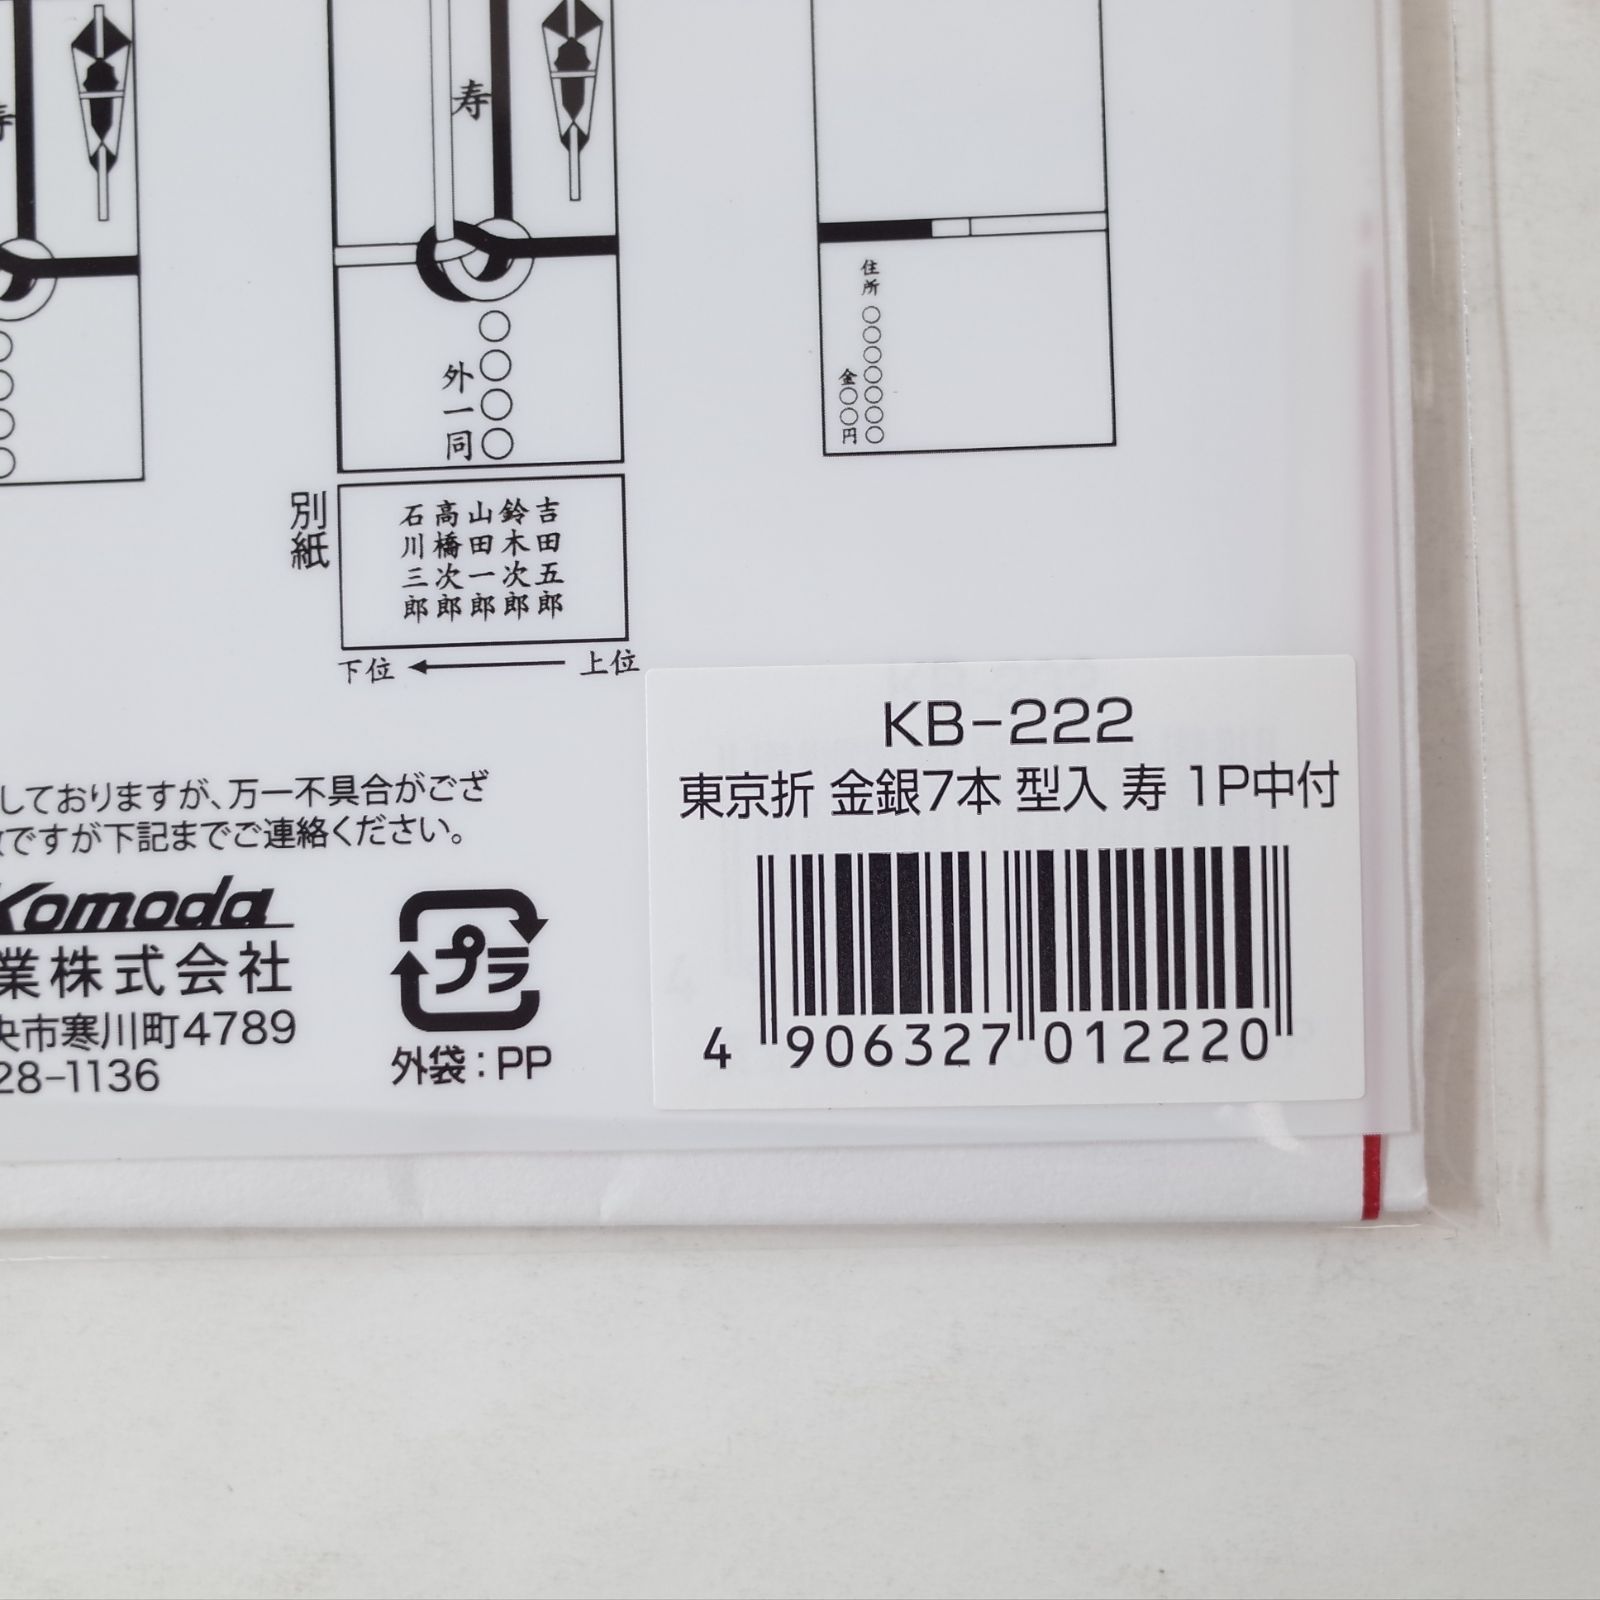 寿
寿
〇〇〇〇
外一同
住所 〇〇〇〇〇〇〇
金〇〇円
別紙
吉田五郎
鈴木次郎
山田一郎
高橋次郎
石川三郎
下位 ← 上位
しておりますが、万一不具合がござ
ですが下記までご連絡ください。
Komoda
業株式会社
央市寒川町4789
28-1136
プラ
外袋:PP
KB-222
東京折 金銀7本 型入 寿 1P中付
4 906327 012220